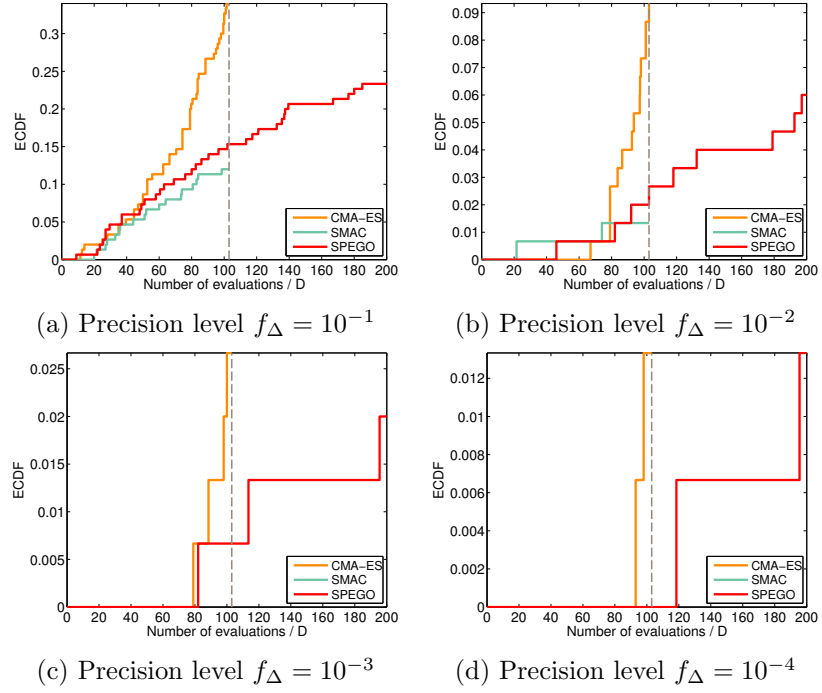 0.3
0.25
0.2
0.15
0.1
0.05
0
ECDF
0 20 40 60 80 100 120 140 160 180 200
Number of evaluations / D
CMA−ES
SMAC
SPEGO
(a) Precision level f_Δ = 10^{-1}
0.09
0.08
0.07
0.06
0.05
0.04
0.03
0.02
0.01
0
ECDF
0 20 40 60 80 100 120 140 160 180 200
Number of evaluations / D
CMA−ES
SMAC
SPEGO
(b) Precision level f_Δ = 10^{-2}
0.025
0.02
0.015
0.01
0.005
0
ECDF
0 20 40 60 80 100 120 140 160 180 200
Number of evaluations / D
CMA−ES
SMAC
SPEGO
(c) Precision level f_Δ = 10^{-3}
0.012
0.01
0.008
0.006
0.004
0.002
0
ECDF
0 20 40 60 80 100 120 140 160 180 200
Number of evaluations / D
CMA−ES
SMAC
SPEGO
(d) Precision level f_Δ = 10^{-4}